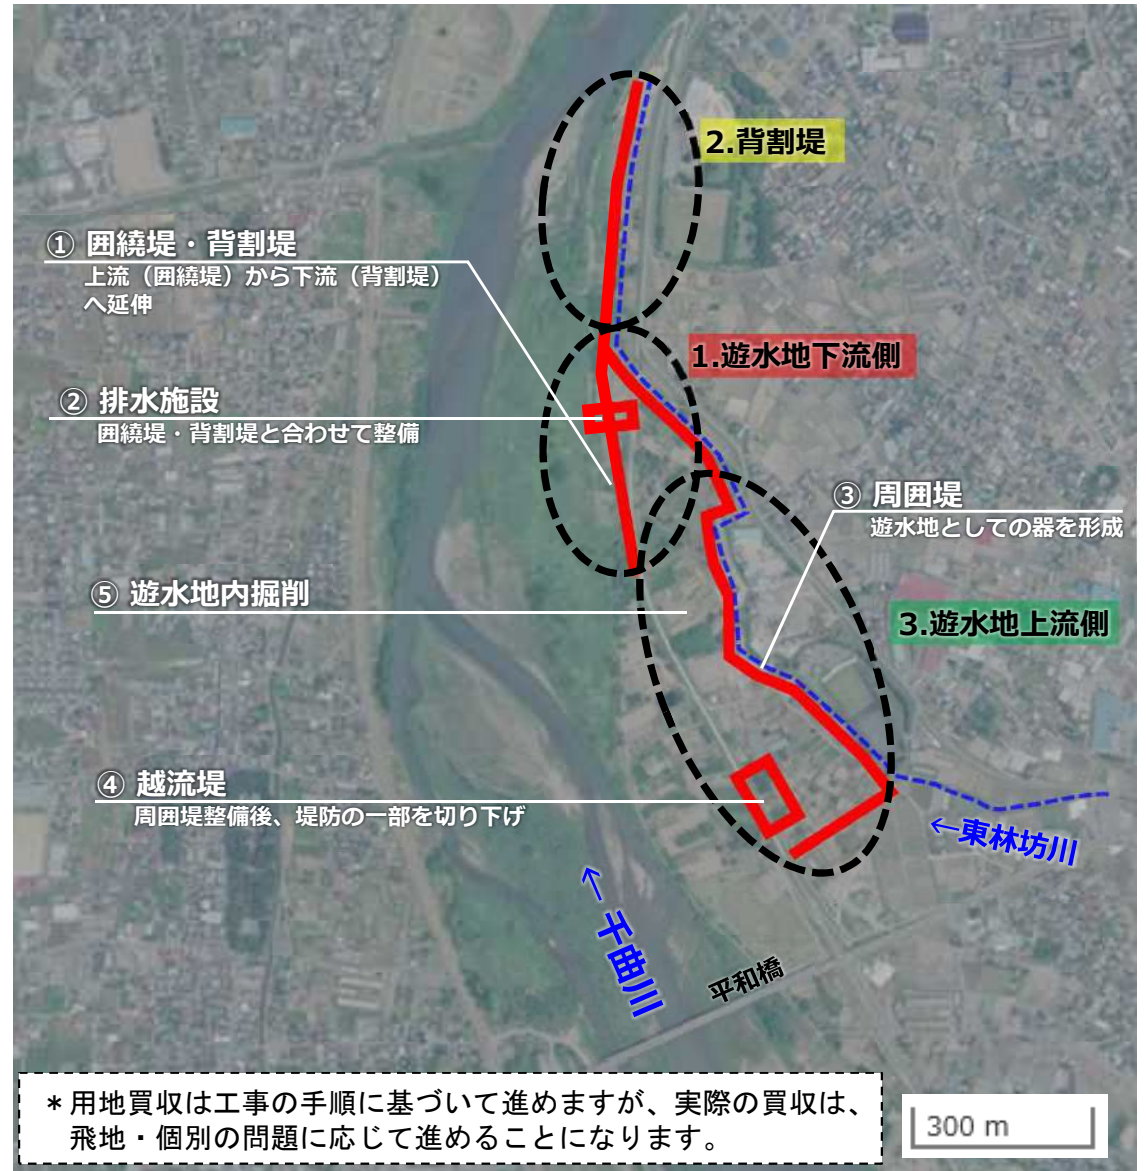 2.背割堤
① 囲繞堤・背割堤
上流（囲繞堤）から下流（背割堤）
へ延伸
1.遊水地下流側
② 排水施設
囲繞堤・背割堤と合わせて整備
③ 周囲堤
遊水地としての器を形成
⑤ 遊水地内掘削
3.遊水地上流側
④ 越流堤
周囲堤整備後、堤防の一部を切り下げ
←東林坊川
←千曲川
平和橋
＊用地買収は工事の手順に基づいて進めますが、実際の買収は、
飛地・個別の問題に応じて進めることになります。
300 m